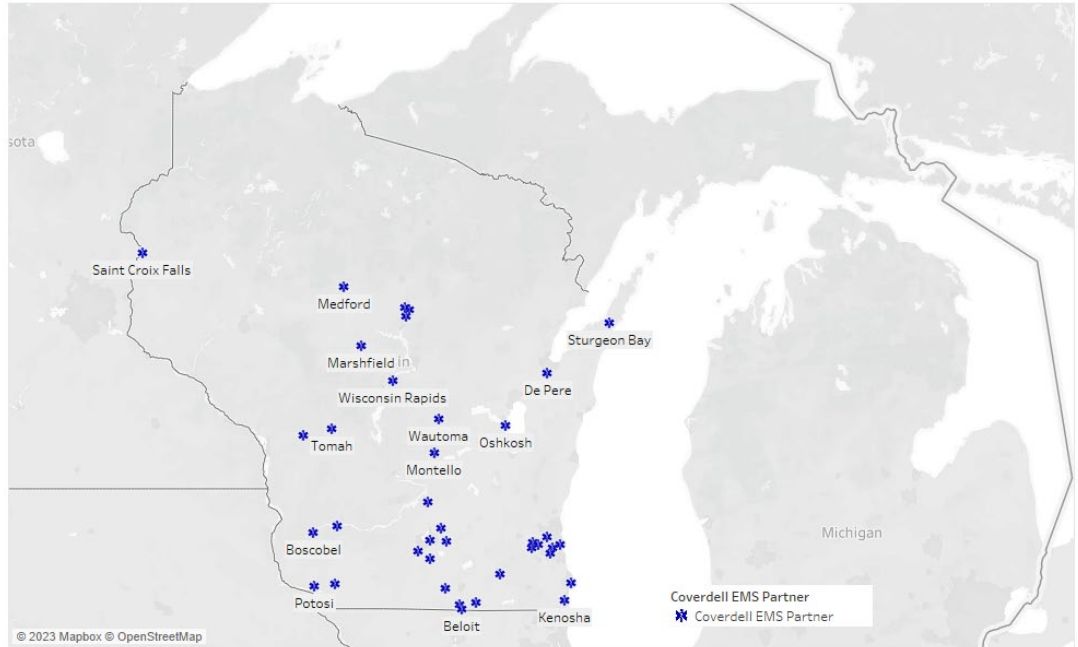 sota
Saint Croix Falls
Medford
Sturgeon Bay
Marshfield
in
De Pere
Wisconsin Rapids
Wautoma
Oshkosh
Tomah
Montello
Michigan
Boscobel
Potosi
Coverdell EMS Partner
Coverdell EMS Partner
Kenosha
Beloit
© 2023 Mapbox © OpenStreetMap